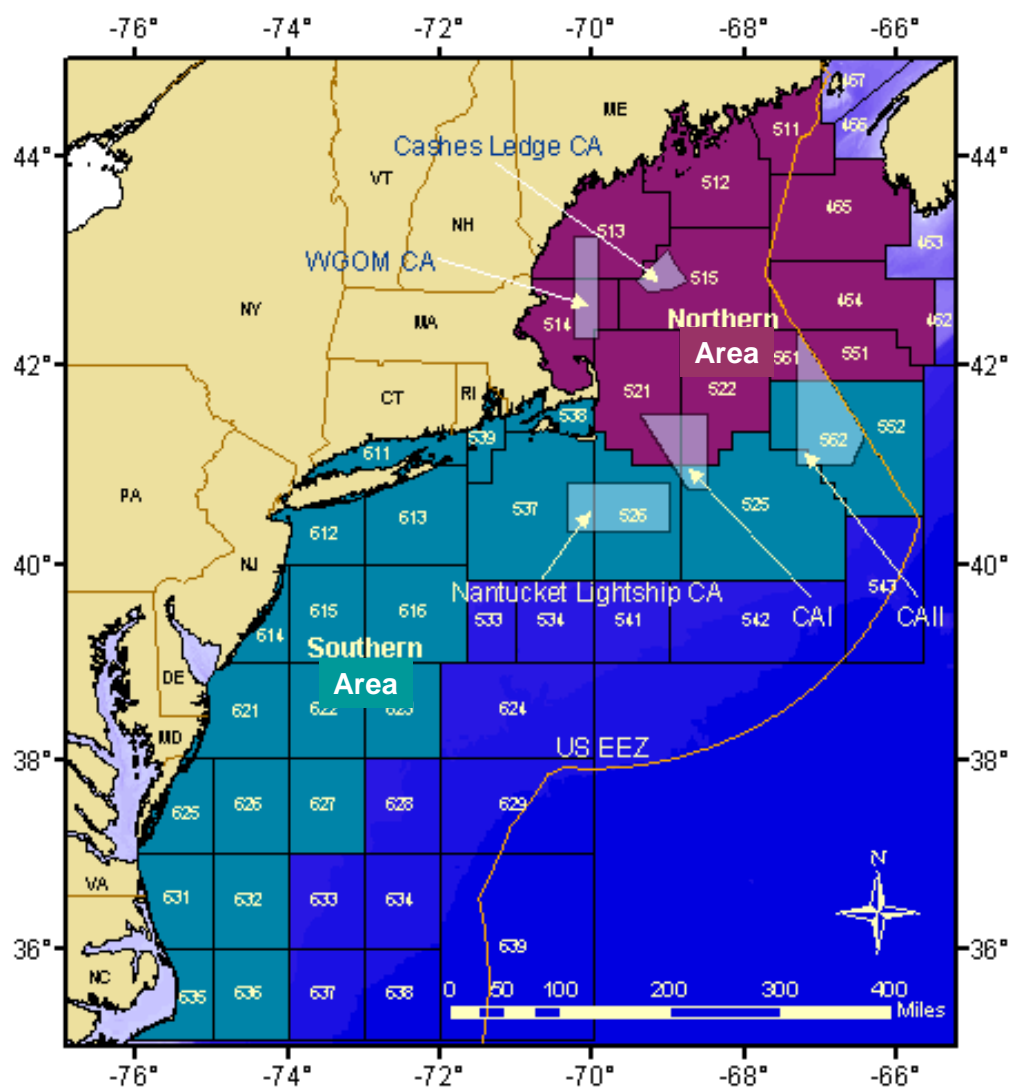 -76° -74° -72° -70° -68° -66°
467
ME
511
466
44° 44°
Cashes Ledge CA
VT
512
465
NH
513
463
WGOM CA
515
464
NY
MA
514
Northern
462
Area
551
561
42° 42°
CT
RI
521
522
538
552
539
562
611
PA
537
526
525
613
612
NJ
40° 40°
543
Nantucket Lightship CA
615
616
533
534
541
542
CAI
CAII
614
Southern
Area
DE
621
622
623
624
MD
US EEZ
38° 38°
625
626
627
628
629
N
VA
631
632
633
634
639
36° 36°
NC
635
636
637
638
0 50 100 200 300 400
Miles
-76° -74° -72° -70° -68° -66°